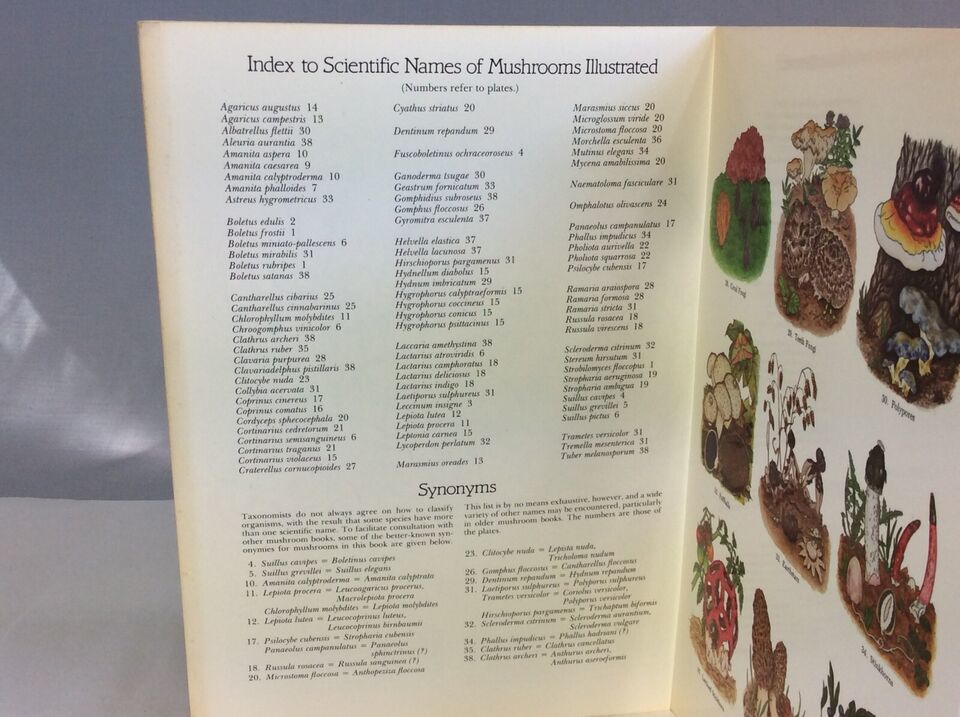 Index to Scientific Names of Mushrooms Illustrated
(Numbers refer to plates.)
Agaricus augustus 14
Agaricus campestris 13
Albatrellus flettii 30
Aleuria aurantia 38
Amanita aspera 10
Amanita caesarea 9
Amanita calyptroderma 10
Amanita phalloides 7
Astreus hygrometricus 33
Boletus edulis 2
Boletus frostii 1
Boletus miniato-pallescens 6
Boletus mirabilis 31
Boletus rubripes 1
Boletus satanas 38
Cantharellus cibarius 25
Cantharellus cinnabarinus 25
Chlorophyllum molybdites 11
Chroogomphus vinicolor 6
Clathrus archeri 38
Clathrus ruber 35
Clavaria purpurea 28
Clavariadelphus pistillaris 38
Clitocybe nuda 23
Collybia acervata 31
Coprinus cinereus 17
Coprinus comatus 16
Cordyceps sphecocephala 20
Cortinarius cedretorum 21
Cortinarius semisanguineus 6
Cortinarius traganus 21
Cortinarius violaceus 15
Craterellus cornucopioides 27
Cyathus striatus 20
Dentinum repandum 29
Fuscoboletinus ochraceoroseus 4
Ganoderma tsugae 30
Geastrum fornicatum 33
Gomphidius subroseus 38
Gomphus floccosus 26
Gyromitra esculenta 37
Helvella elastica 37
Helvella lacunosa 37
Hirschioporus pargamenus 31
Hydnellum diabolus 15
Hydnum imbricatum 29
Hygrophorus calyptraeformis 15
Hygrophorus coccineus 15
Hygrophorus conicus 15
Hygrophorus psittacinus 15
Laccaria amethystina 38
Lactarius atroviridis 6
Lactarius camphoratus 18
Lactarius deliciosus 18
Lactarius indigo 18
Laetiporus sulphureus 31
Leccinum insigne 3
Lepiota lutea 12
Lepiota procera 11
Leptonia carnea 15
Lycoperdon perlatum 32
Marasmius oreades 13
Marasmius siccus 20
Microglossum viride 20
Microstoma floccosa 20
Morchella esculenta 36
Mutinus elegans 34
Mycena amabilissima 20
Naematoloma fasciculare 31
Omphalotus olivascens 24
Panaeolus campanulatus 17
Phallus impudicus 34
Pholiota aurivella 22
Pholiota squarrosa 22
Psilocybe cubensis 17
Ramaria araiospora 28
Ramaria formosa 28
Ramaria stricta 31
Russula rosacea 18
Russula virescens 18
Scleroderma citrinum 32
Stereum hirsutum 31
Strobilomyces floccopus 1
Stropharia aeruginosa 19
Stropharia ambigua 19
Suillus cavipes 4
Suillus grevillei 5
Suillus pictus 6
Trametes versicolor 31
Tremella mesenterica 31
Tuber melanosporum 38
Synonyms
Taxonomists do not always agree on how to classify
organisms, with the result that some species have more
than one scientific name. To facilitate consultation with
other mushroom books, some of the better-known syn-
onymies for mushrooms in this book are given below.
This list is by no means exhaustive, however, and a wide
variety of other names may be encountered, particularly
in older mushroom books. The numbers are those of
the plates.
4. Suillus cavipes = Boletinus cavipes
5. Suillus grevillei = Suillus elegans
10. Amanita calyptroderma = Amanita calyptrata
11. Lepiota procera = Leucoagaricus procerus,
Macrolepiota procera
Chlorophyllum molybdites = Lepiota molybdites
12. Lepiota lutea = Leucocoprinus luteus,
Leucocoprinus birnbaumii
17. Psilocybe cubensis = Stropharia cubensis
Panaeolus campanulatus = Panaeolus
sphinctrinus (?)
18. Russula rosacea = Russula sanguinea (?)
20. Microstoma floccosa = Anthopeziza floccosa
23. Clitocybe nuda = Lepista nuda,
Tricholoma nudum
26. Gomphus floccosus = Cantharellus floccosus
29. Dentinum repandum = Hydnum repandum
31. Laetiporus sulphureus = Polyporus sulphureus
Trametes versicolor = Coriolus versicolor,
Polyporus versicolor
Hirschioporus pargamenus = Trichaptum biformis
32. Scleroderma citrinum = Scleroderma aurantium,
Scleroderma vulgare
34. Phallus impudicus = Phallus hadriani (?)
35. Clathrus ruber = Clathrus cancellatus
38. Clathrus archeri = Anthurus archeri,
Anthurus aseroeformis
28. Coral Fungi
29. Teeth Fungi
30. Polypores
32. Puffballs
33. Earthstars
34. Stinkhorns